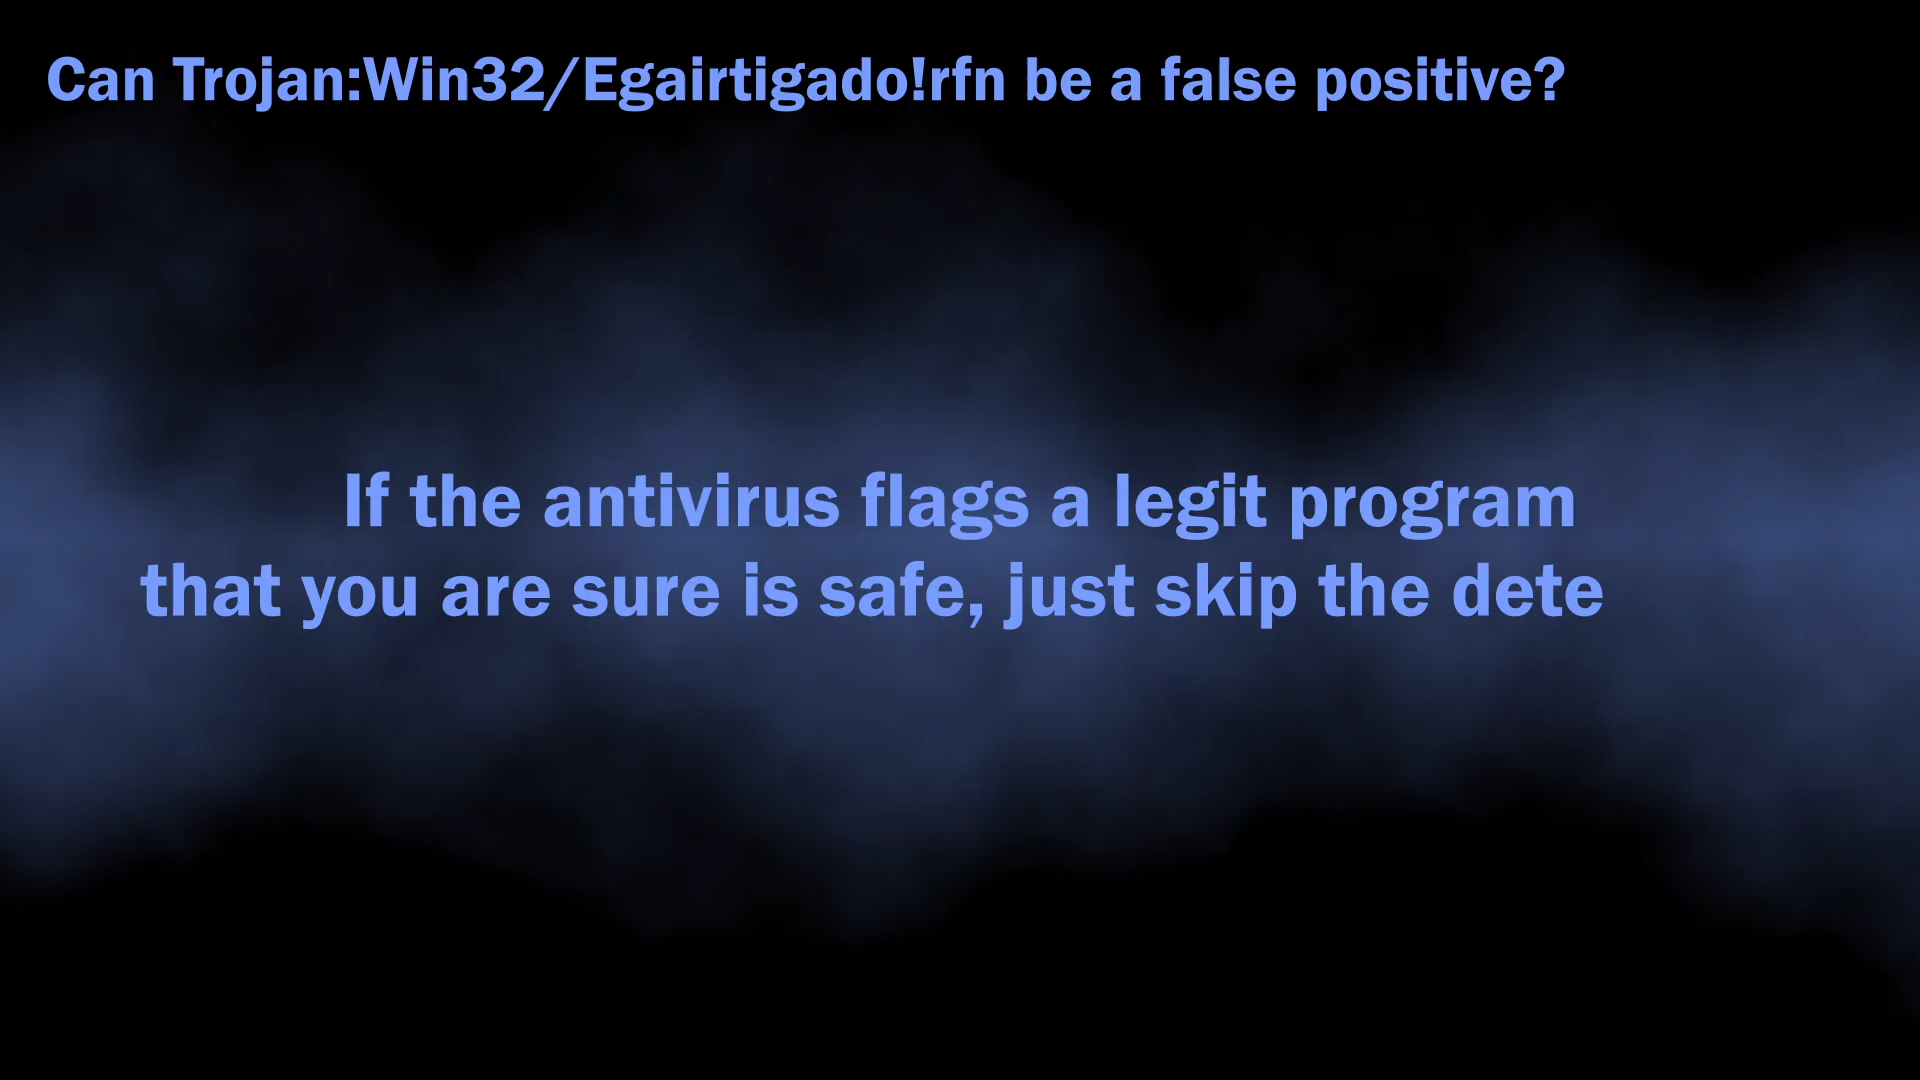 Can Trojan:Win32/Egairtigado!rfn be a false positive?
If the antivirus flags a legit program
that you are sure is safe, just skip the dete